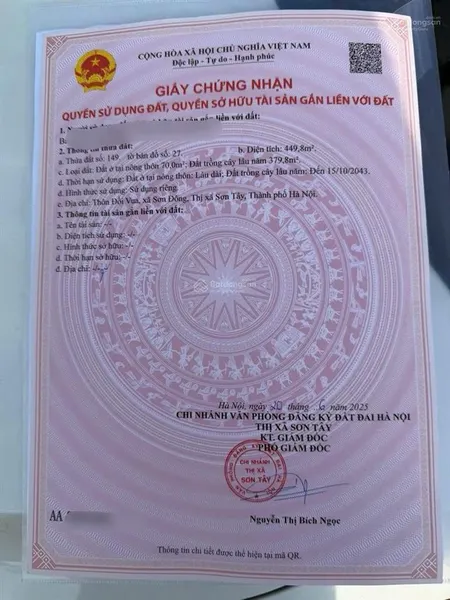 CỘNG HÒA XÃ HỘI CHỦ NGHĨA VIỆT NAM
Độc lập - Tự do - Hạnh phúc
GIẤY CHỨNG NHẬN
QUYỀN SỬ DỤNG ĐẤT, QUYỀN SỞ HỮU TÀI SẢN GẮN LIỀN VỚI ĐẤT
tài sản gắn liền với đất:
2. Thông tin thửa đất:
a. Thửa đất số: 149, tờ bản đồ số: 27, b. Diện tích: 449,8m².
c. Loại đất: Đất ở tại nông thôn 70.0m²; Đất trồng cây lâu năm 379,8m².
d. Thời hạn sử dụng: Đất ở tại nông thôn: Lâu dài; Đất trồng cây lâu năm: Đến 15/10/2043.
đ. Hình thức sử dụng: Sử dụng riêng.
e. Địa chỉ: Thôn Đồi Vua, xã Sơn Đông, Thị xã Sơn Tây, Thành phố Hà Nội.
3. Thông tin tài sản gắn liền với đất:
a. Tên tài sản: -/-
b. Diện tích sử dụng: -/-
c. Hình thức sở hữu: -/-
d. Thời hạn sở hữu: -/-
đ. Địa chỉ: -/-
Hà Nội, ngày tháng năm 2025
CHI NHÁNH VĂN PHÒNG ĐĂNG KÝ ĐẤT ĐAI HÀ NỘI
THỊ XÃ SƠN TÂY
KT. GIÁM ĐỐC
PHÓ GIÁM ĐỐC
CHI NHÁNH
THỊ XÃ
SƠN TÂY
Nguyễn Thị Bích Ngọc
AA
Thông tin chi tiết được thể hiện tại mã QR.